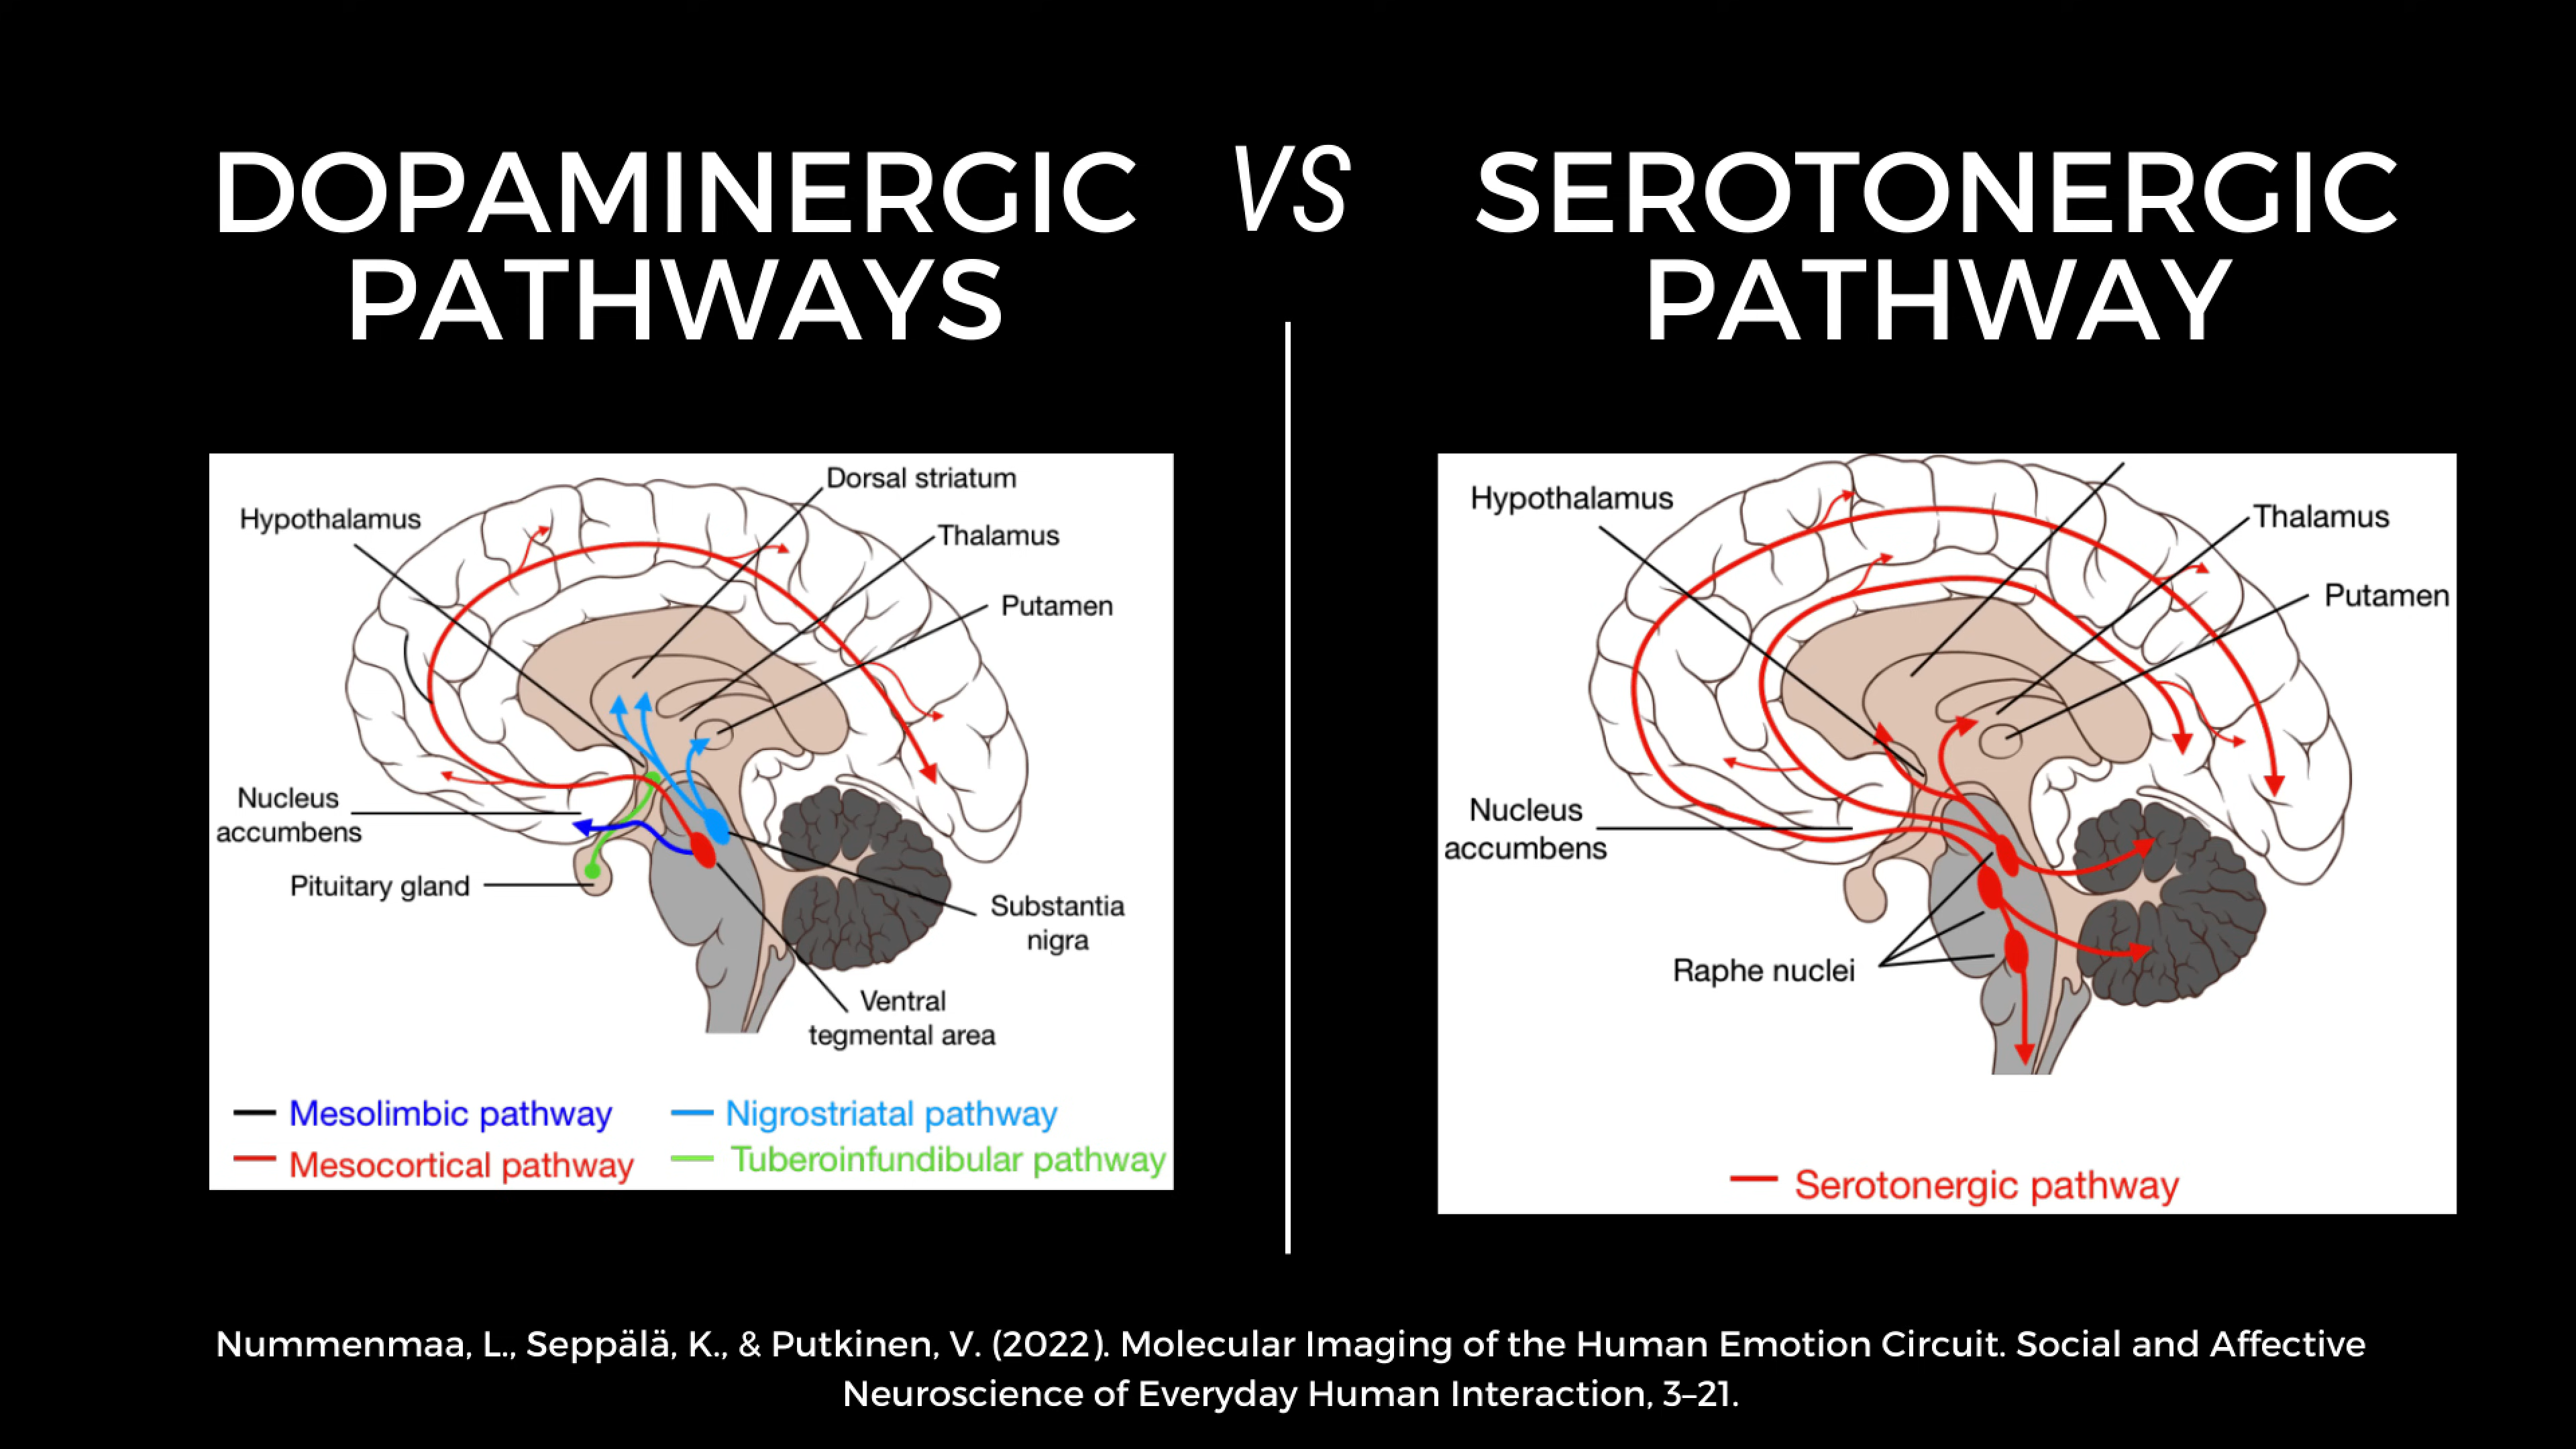 DOPAMINERGIC
PATHWAYS
VS
SEROTONERGIC
PATHWAY
Dorsal striatum
Hypothalamus
Thalamus
Putamen
Nucleus
accumbens
Pituitary gland
Substantia
nigra
Ventral
tegmental area
Mesolimbic pathway
Nigrostriatal pathway
Mesocortical pathway
Tuberoinfundibular pathway
Hypothalamus
Thalamus
Putamen
Nucleus
accumbens
Raphe nuclei
Serotonergic pathway
Nummenmaa, L., Seppälä, K., & Putkinen, V. (2022). Molecular Imaging of the Human Emotion Circuit. Social and Affective
Neuroscience of Everyday Human Interaction, 3–21.